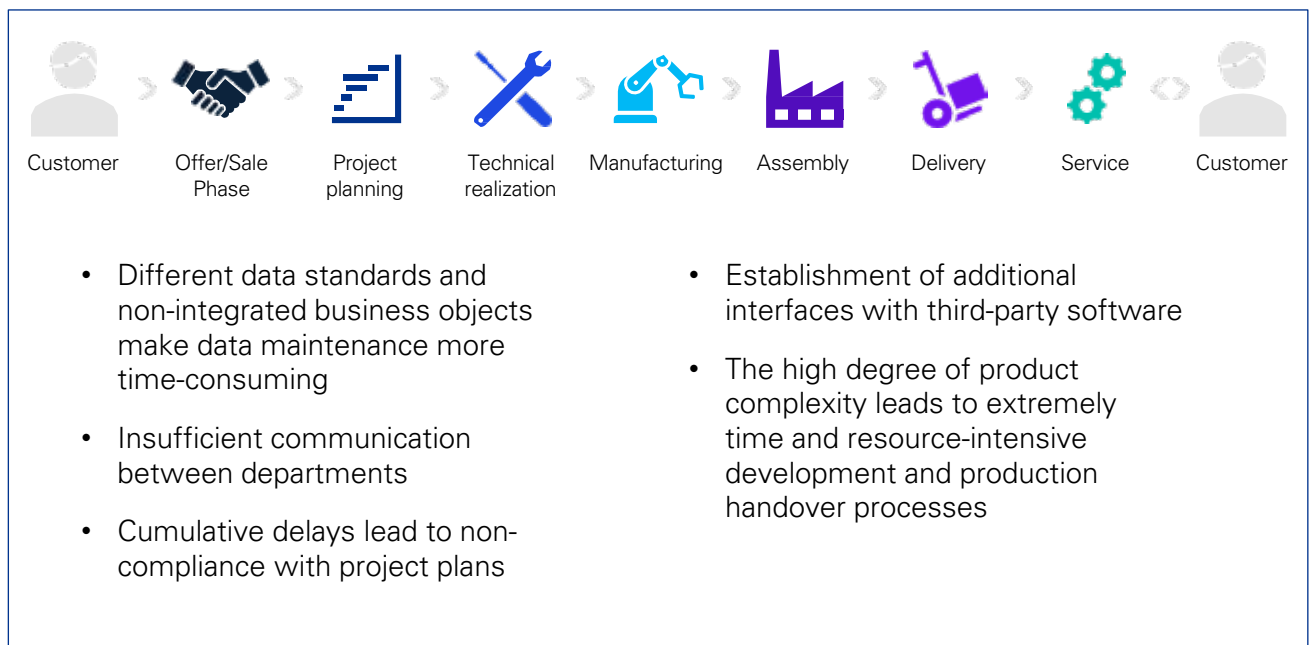 Customer
Offer/Sale
Phase
Project
planning
Technical
realization
Manufacturing
Assembly
Delivery
Service
Customer
• Different data standards and
non-integrated business objects
make data maintenance more
time-consuming
• Insufficient communication
between departments
• Cumulative delays lead to non-
compliance with project plans
• Establishment of additional
interfaces with third-party software
• The high degree of product
complexity leads to extremely
time and resource-intensive
development and production
handover processes